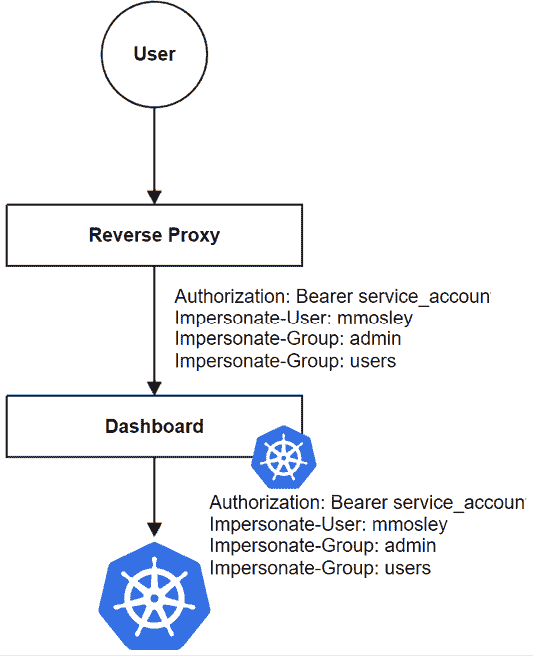 User
Reverse Proxy
Authorization: Bearer service_accoun
Impersonate-User: mmosley
Impersonate-Group: admin
Impersonate-Group: users
Dashboard
Authorization: Bearer service_accoun
Impersonate-User: mmosley
Impersonate-Group: admin
Impersonate-Group: users